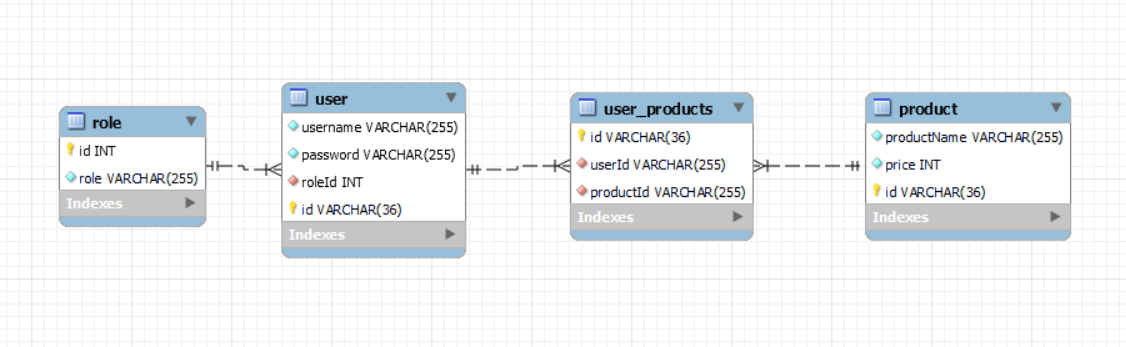 role
id INT
role VARCHAR(255)
Indexes
user
username VARCHAR(255)
password VARCHAR(255)
roleId INT
id VARCHAR(36)
Indexes
user_products
id VARCHAR(36)
userId VARCHAR(255)
productId VARCHAR(255)
Indexes
product
productName VARCHAR(255)
price INT
id VARCHAR(36)
Indexes